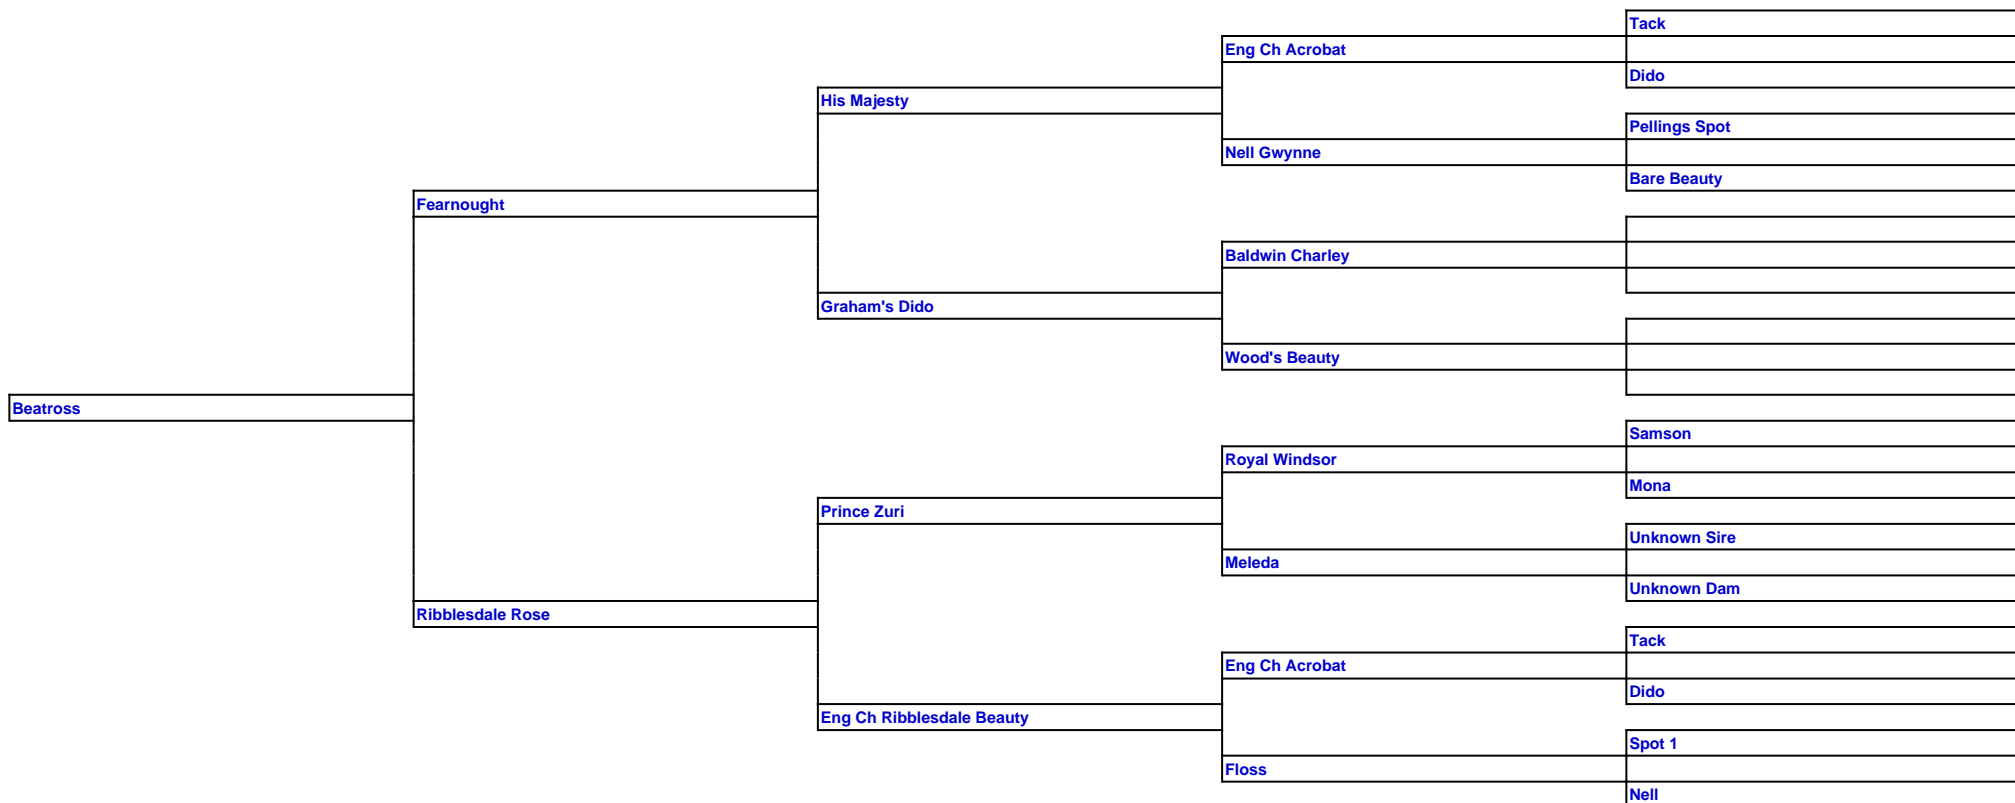 Tack
Eng Ch Acrobat
Dido
His Majesty
Pellings Spot
Nell Gwynne
Bare Beauty
Fearnought
Baldwin Charley
Graham's Dido
Wood's Beauty
Beatross
Samson
Royal Windsor
Mona
Prince Zuri
Unknown Sire
Meleda
Unknown Dam
Ribblesdale Rose
Tack
Eng Ch Acrobat
Dido
Eng Ch Ribblesdale Beauty
Spot 1
Floss
Nell